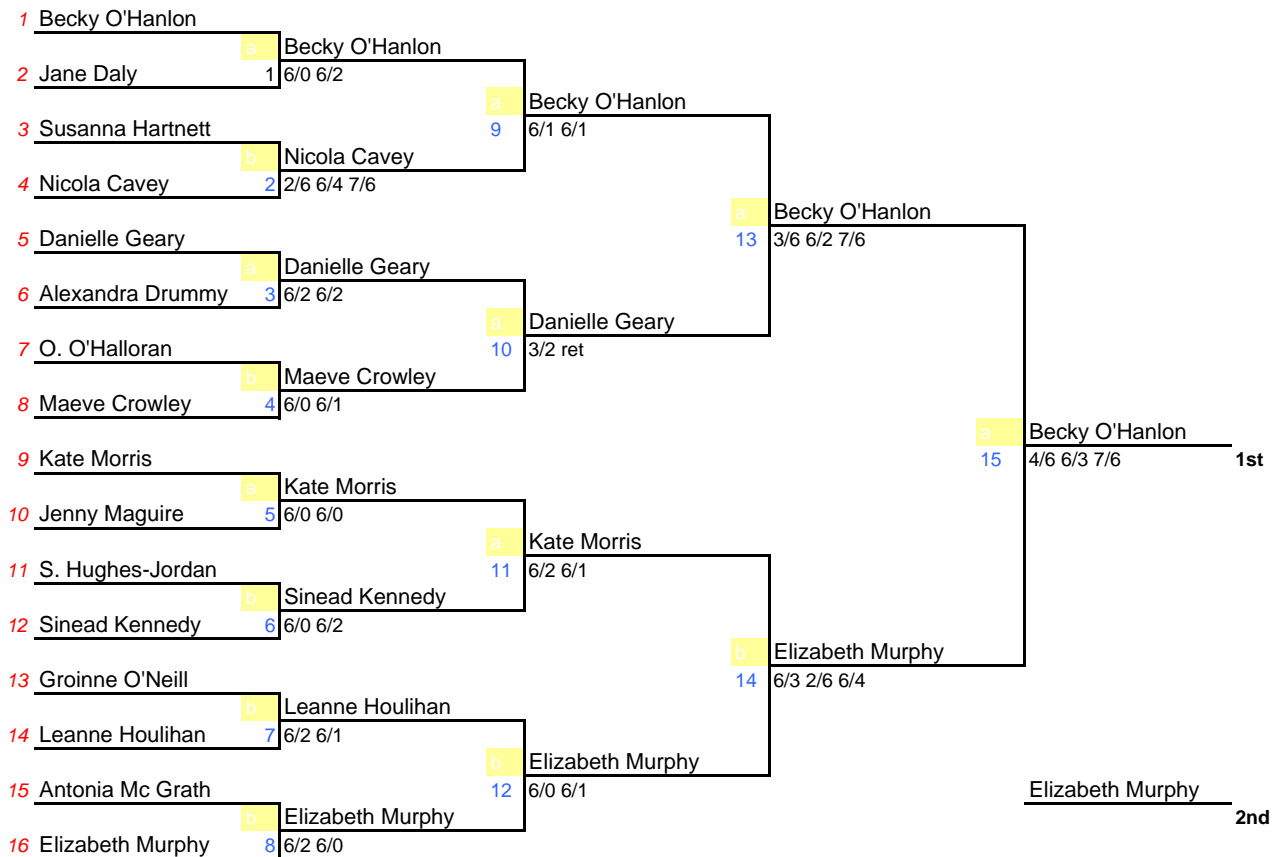 1 Becky O'Hanlon
a Becky O'Hanlon
2 Jane Daly 1 6/0 6/2
a Becky O'Hanlon
3 Susanna Hartnett 9 6/1 6/1
b Nicola Cavey
4 Nicola Cavey 2 2/6 6/4 7/6
a Becky O'Hanlon
5 Danielle Geary 13 3/6 6/2 7/6
a Danielle Geary
6 Alexandra Drummy 3 6/2 6/2
a Danielle Geary
7 O. O'Halloran 10 3/2 ret
b Maeve Crowley
8 Maeve Crowley 4 6/0 6/1
a Becky O'Hanlon
9 Kate Morris 15 4/6 6/3 7/6 1st
a Kate Morris
10 Jenny Maguire 5 6/0 6/0
a Kate Morris
11 S. Hughes-Jordan 11 6/2 6/1
b Sinead Kennedy
12 Sinead Kennedy 6 6/0 6/2
b Elizabeth Murphy
13 Groinne O'Neill 14 6/3 2/6 6/4
b Leanne Houlihan
14 Leanne Houlihan 7 6/2 6/1
b Elizabeth Murphy
15 Antonia Mc Grath 12 6/0 6/1 Elizabeth Murphy
b Elizabeth Murphy 2nd
16 Elizabeth Murphy 8 6/2 6/0